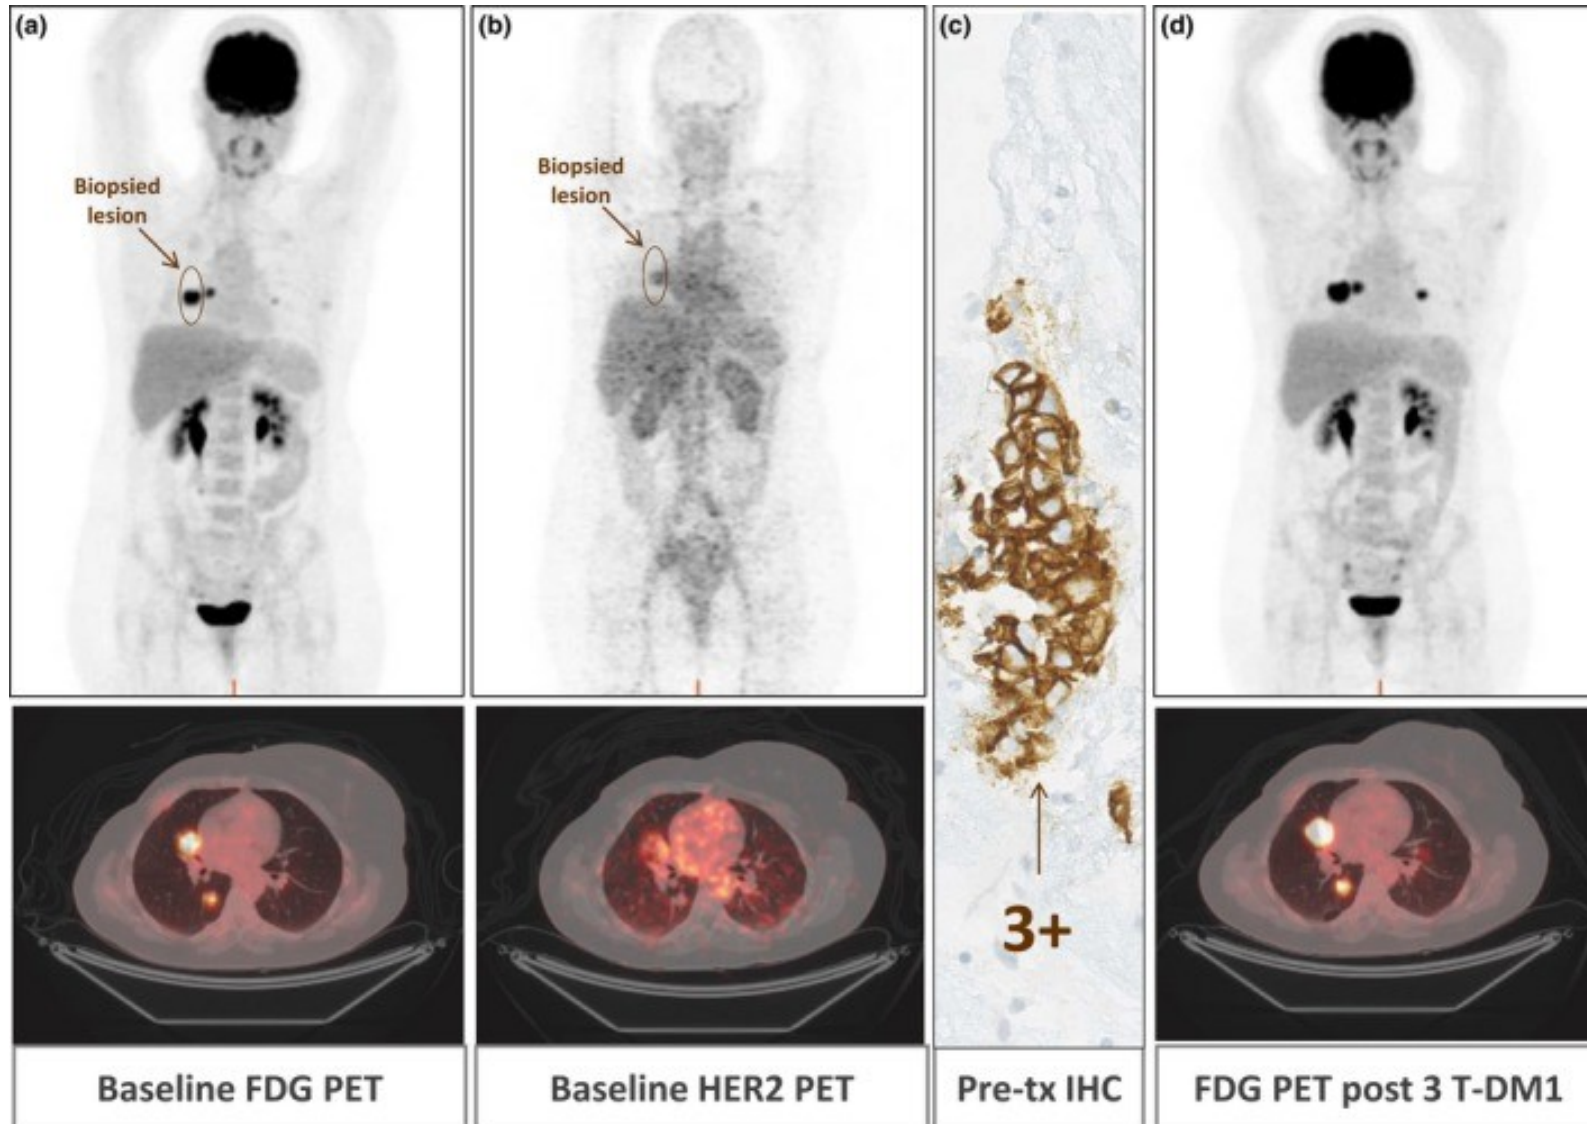 (a)
Biopsied
lesion
(b)
Biopsied
lesion
(c)
3+
(d)
Baseline FDG PET
Baseline HER2 PET
Pre-tx IHC
FDG PET post 3 T-DM1